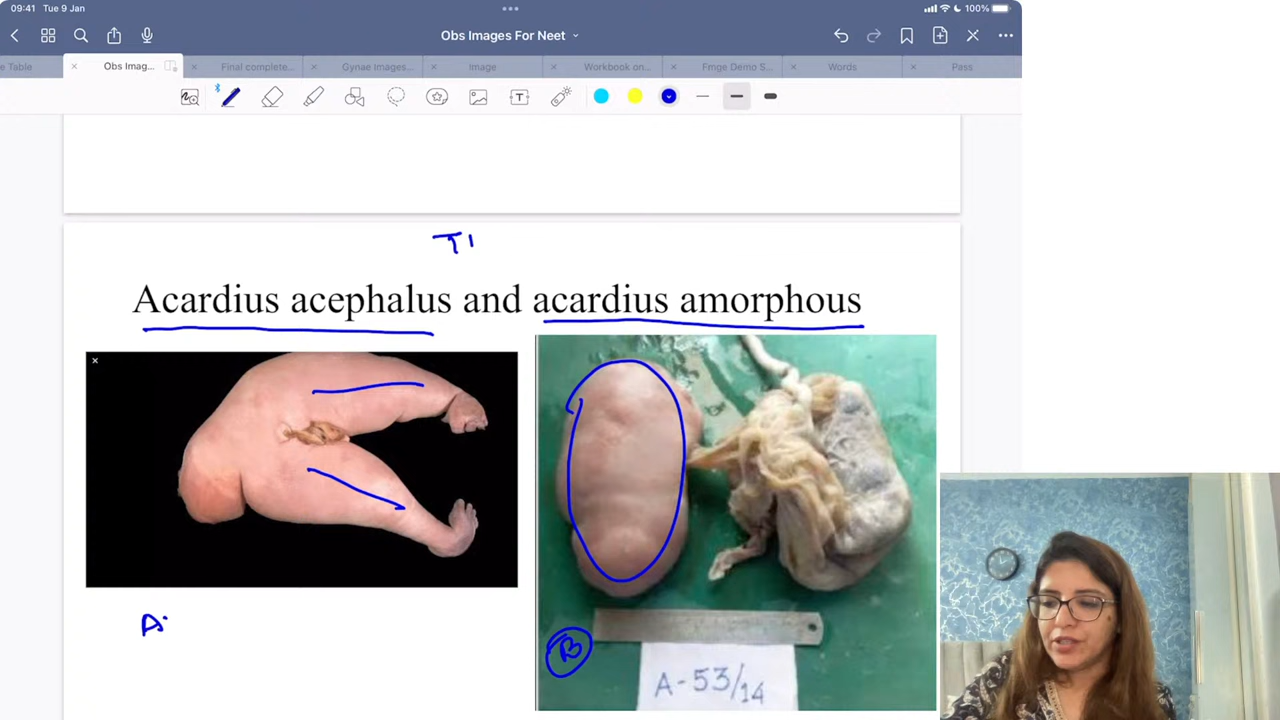 09:41 Tue 9 Jan
100%
Obs Images For Neet
e Table
Obs Imag...
Final complete...
Gynae Images...
Image
Workbook on...
Fmge Demo S...
Words
Pass
T
Acardius acephalus and acardius amorphous
A
B
A-53/14